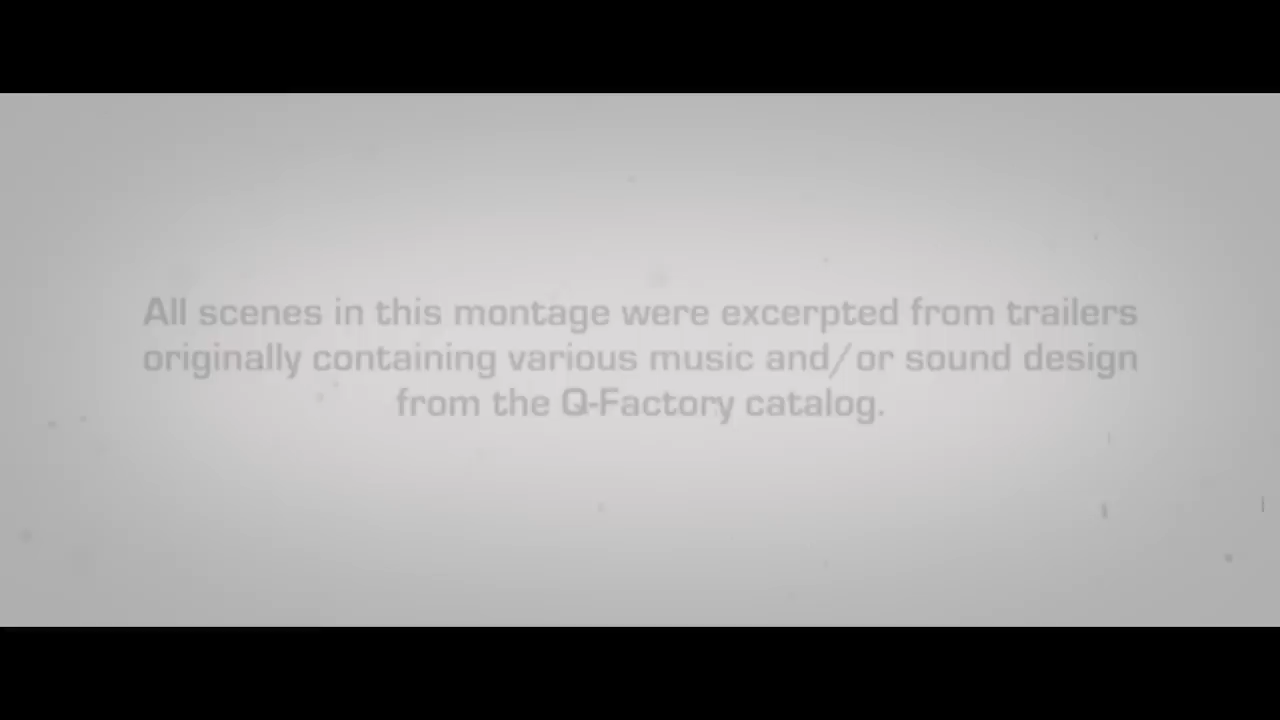 All scenes in this montage were excerpted from trailers
originally containing various music and/or sound design
from the Q-Factory catalog.